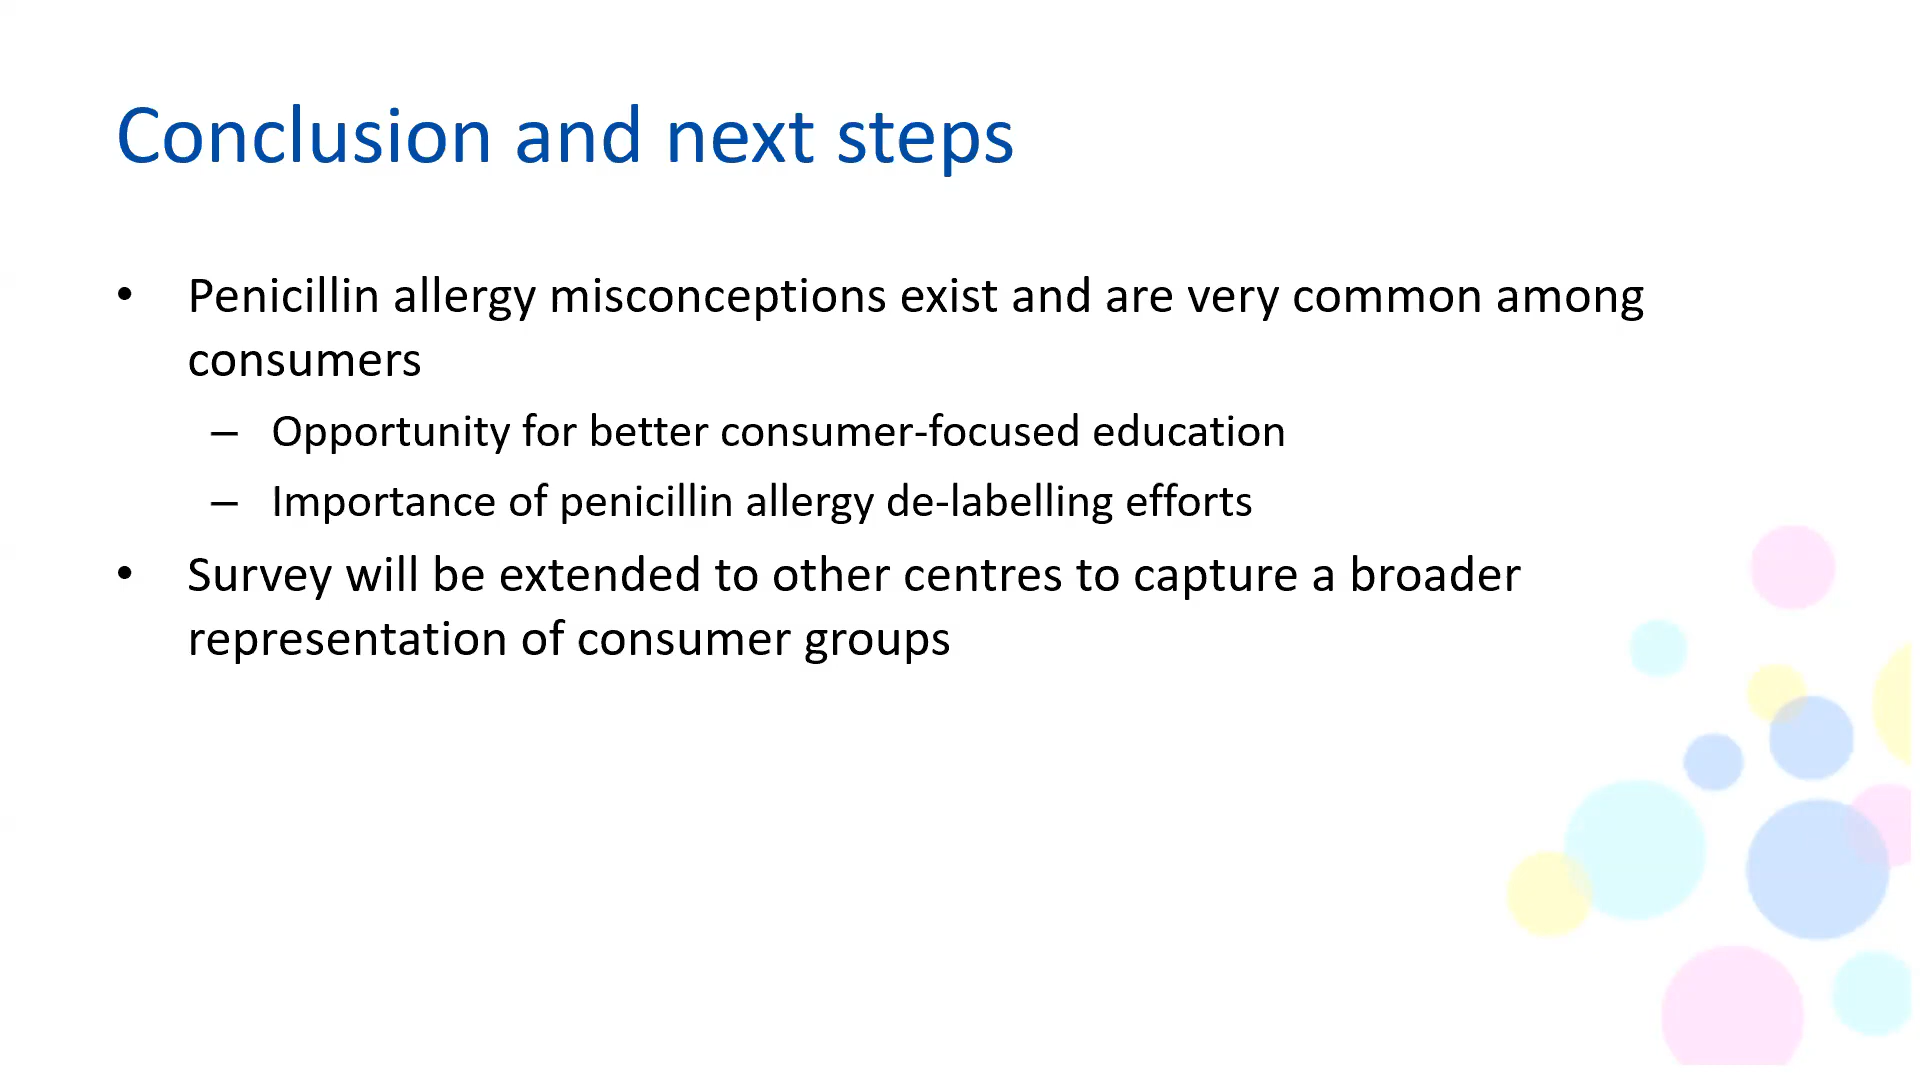 Conclusion and next steps
• Penicillin allergy misconceptions exist and are very common among
consumers
– Opportunity for better consumer-focused education
– Importance of penicillin allergy de-labelling efforts
• Survey will be extended to other centres to capture a broader
representation of consumer groups